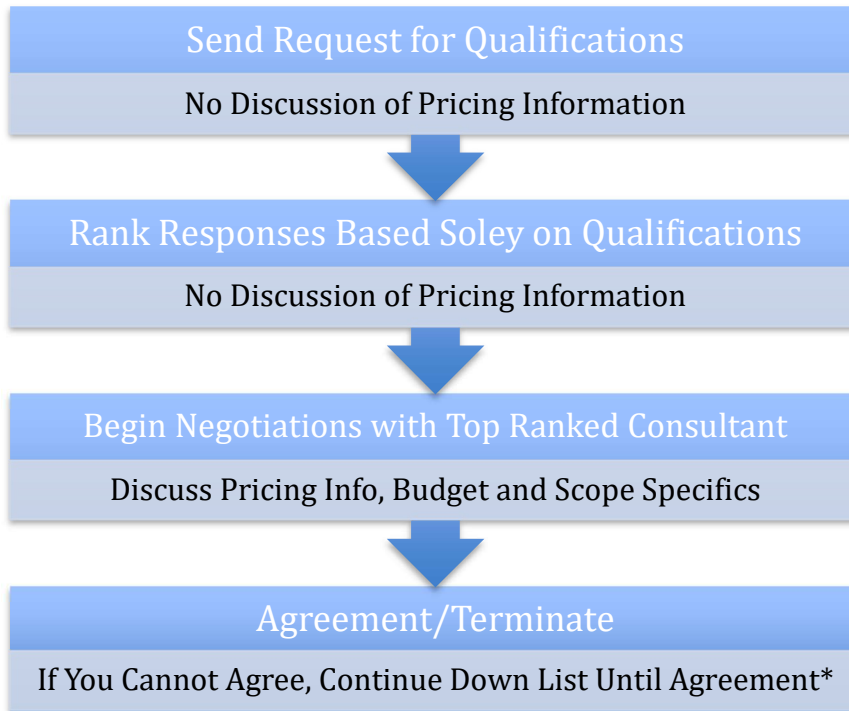 Send Request for Qualifications
No Discussion of Pricing Information
Rank Responses Based Soley on Qualifications
No Discussion of Pricing Information
Begin Negotiations with Top Ranked Consultant
Discuss Pricing Info, Budget and Scope Specifics
Agreement/Terminate
If You Cannot Agree, Continue Down List Until Agreement*